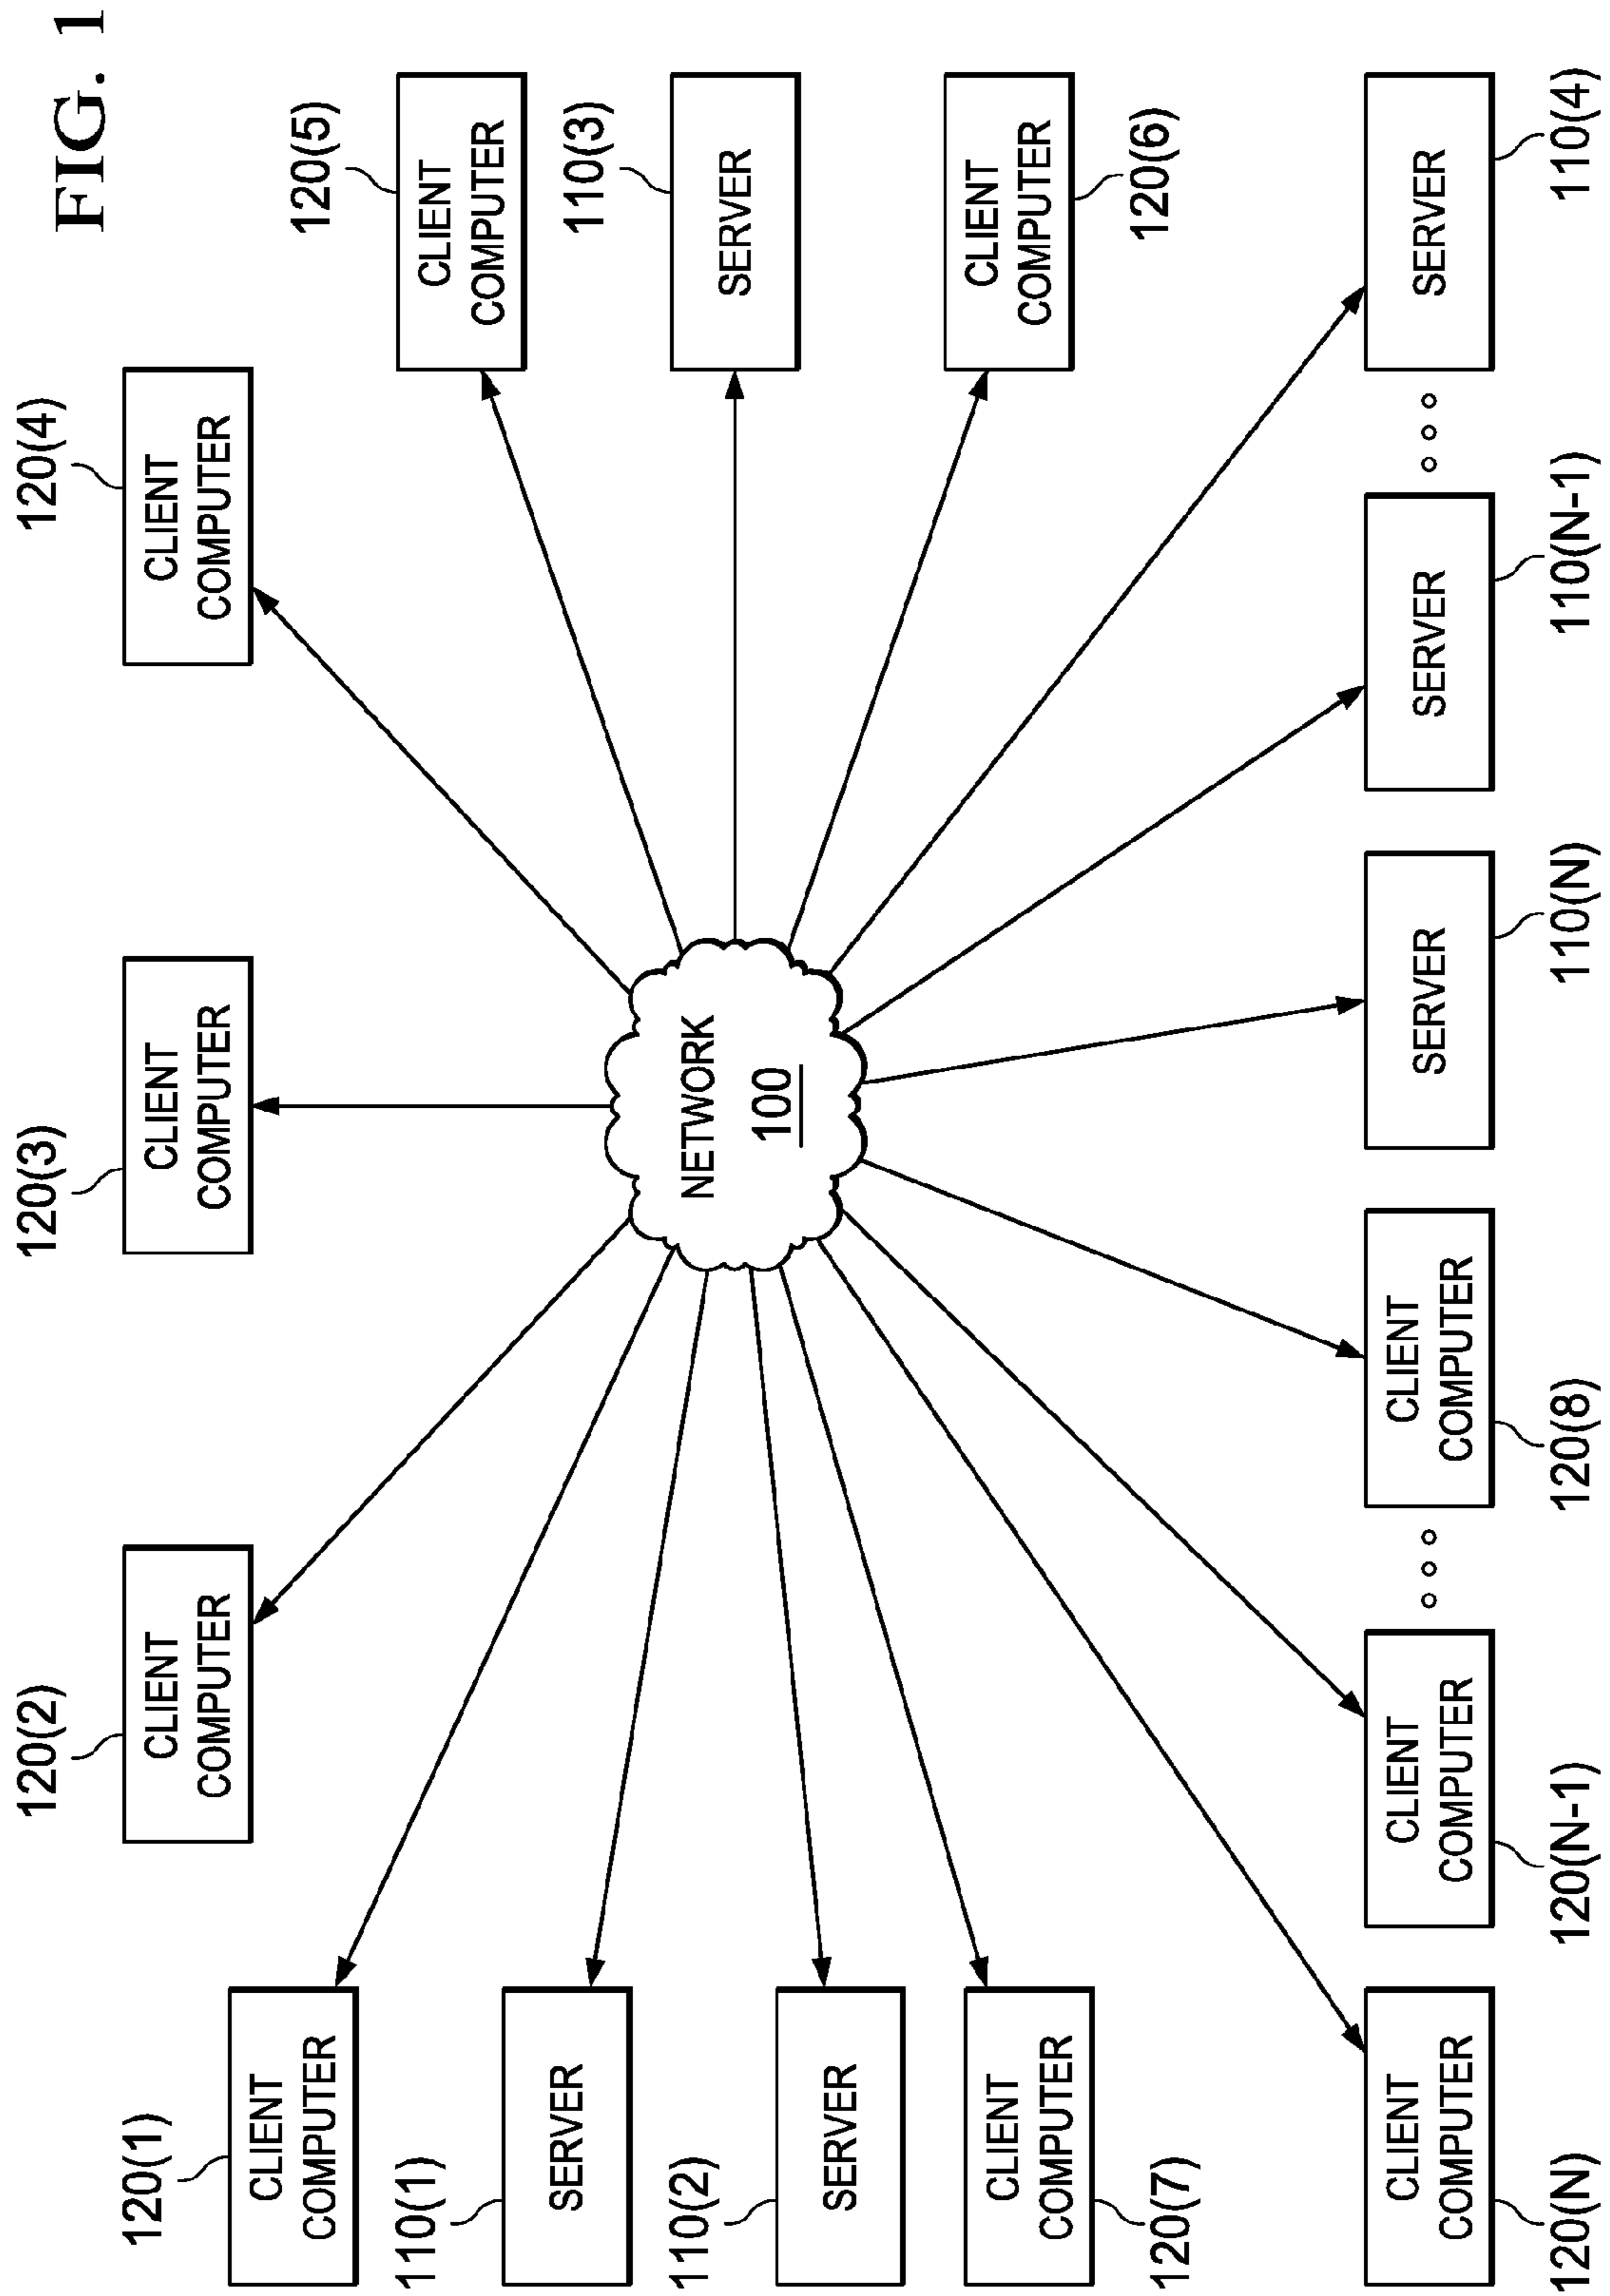 FIG. 1
120(2)
CLIENT
COMPUTER
120(3)
CLIENT
COMPUTER
120(4)
CLIENT
COMPUTER
120(1)
CLIENT
COMPUTER
120(5)
CLIENT
COMPUTER
110(1)
SERVER
110(3)
SERVER
NETWORK
100
110(2)
SERVER
CLIENT
COMPUTER
120(7)
CLIENT
COMPUTER
120(6)
CLIENT
COMPUTER
120(N)
CLIENT
COMPUTER
120(N-1)
CLIENT
COMPUTER
120(8)
SERVER
110(N)
SERVER
110(N-1)
SERVER
110(4)